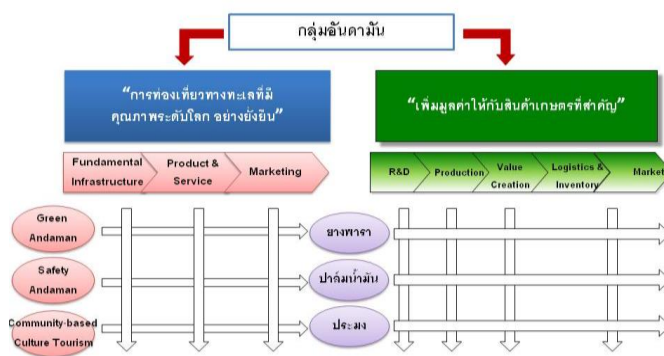 กลุ่มอันดามัน
“การท่องเที่ยวทางทะเลที่มี
คุณภาพระดับโลก อย่างยั่งยืน”
“เพิ่มมูลค่าให้กับสินค้าเกษตรที่สำคัญ”
Fundamental
Infrastructure
Product &
Service
Marketing
R&D
Production
Value
Creation
Logistics &
Inventory
Market
Green
Andaman
ยางพารา
Safety
Andaman
ปาล์มน้ำมัน
Community-based
Culture Tourism
ประมง